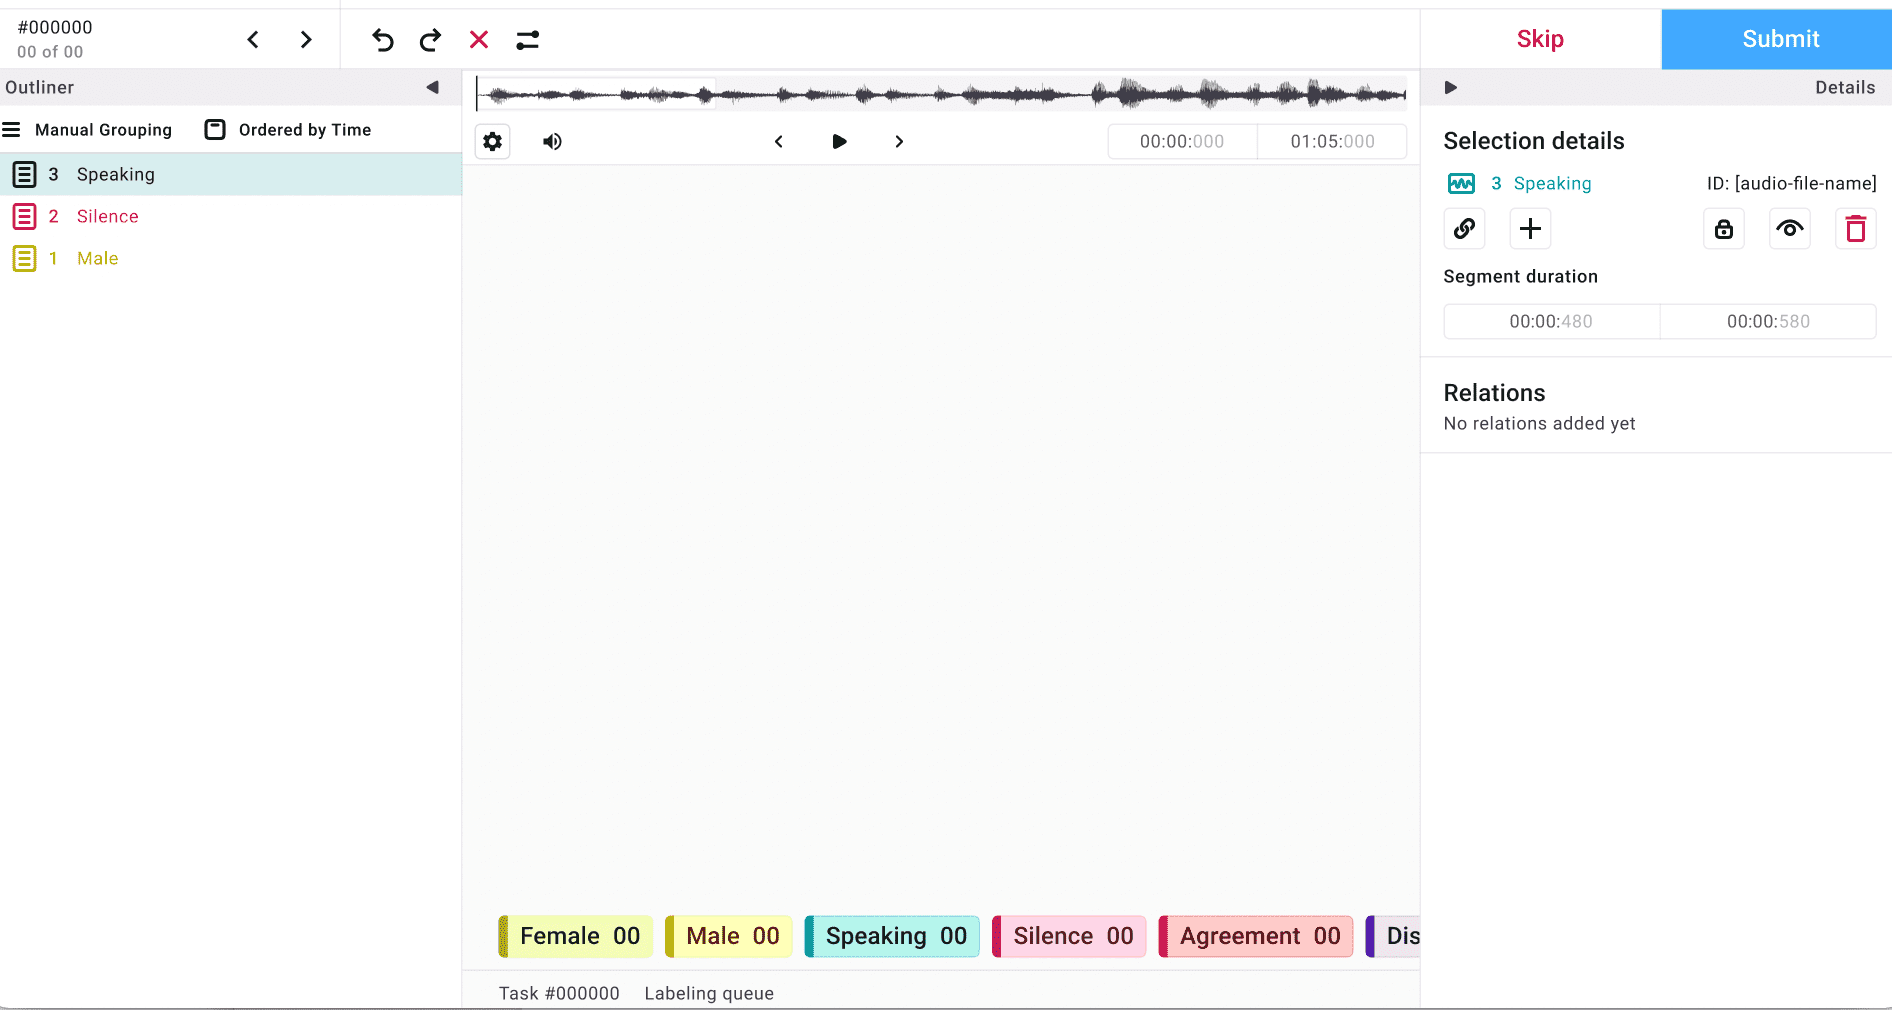 #000000
00 of 00
Skip
Submit
Outliner
Details
Manual Grouping
Ordered by Time
3 Speaking
2 Silence
1 Male
00:00:000
01:05:000
Selection details
3 Speaking
ID: [audio-file-name]
Segment duration
00:00:480
00:00:580
Relations
No relations added yet
Female 00
Male 00
Speaking 00
Silence 00
Agreement 00
Dis
Task #000000
Labeling queue